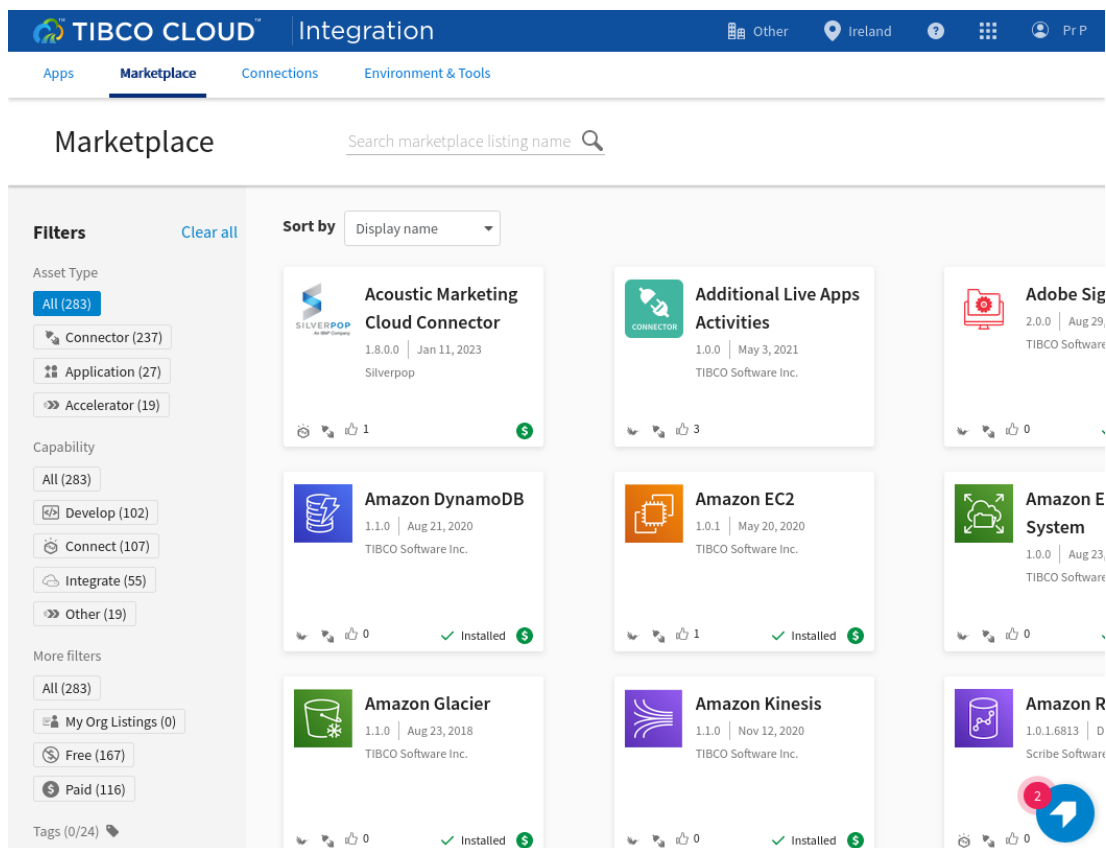 TIBCO CLOUD™ Integration Other Ireland ? Pr P
Apps Marketplace Connections Environment & Tools
Marketplace Search marketplace listing name
Filters Clear all
Asset Type
All (283)
Connector (237)
Application (27)
Accelerator (19)
Capability
All (283)
Develop (102)
Connect (107)
Integrate (55)
Other (19)
More filters
All (283)
My Org Listings (0)
Free (167)
Paid (116)
Tags (0/24)
Sort by Display name
SILVERPOP
An IBM Company
Acoustic Marketing
Cloud Connector
1.8.0.0 Jan 11, 2023
Silverpop
1 $
CONNECTOR
Additional Live Apps
Activities
1.0.0 May 3, 2021
TIBCO Software Inc.
3
Adobe Sig
2.0.0 Aug 29,
TIBCO Software
0
Amazon DynamoDB
1.1.0 Aug 21, 2020
TIBCO Software Inc.
0 Installed $
Amazon EC2
1.0.1 May 20, 2020
TIBCO Software Inc.
1 Installed $
Amazon E
System
1.0.0 Aug 23,
TIBCO Software
0
Amazon Glacier
1.1.0 Aug 23, 2018
TIBCO Software Inc.
0 Installed $
Amazon Kinesis
1.1.0 Nov 12, 2020
TIBCO Software Inc.
0 Installed $
Amazon R
1.0.1.6813 D
Scribe Software
0
2